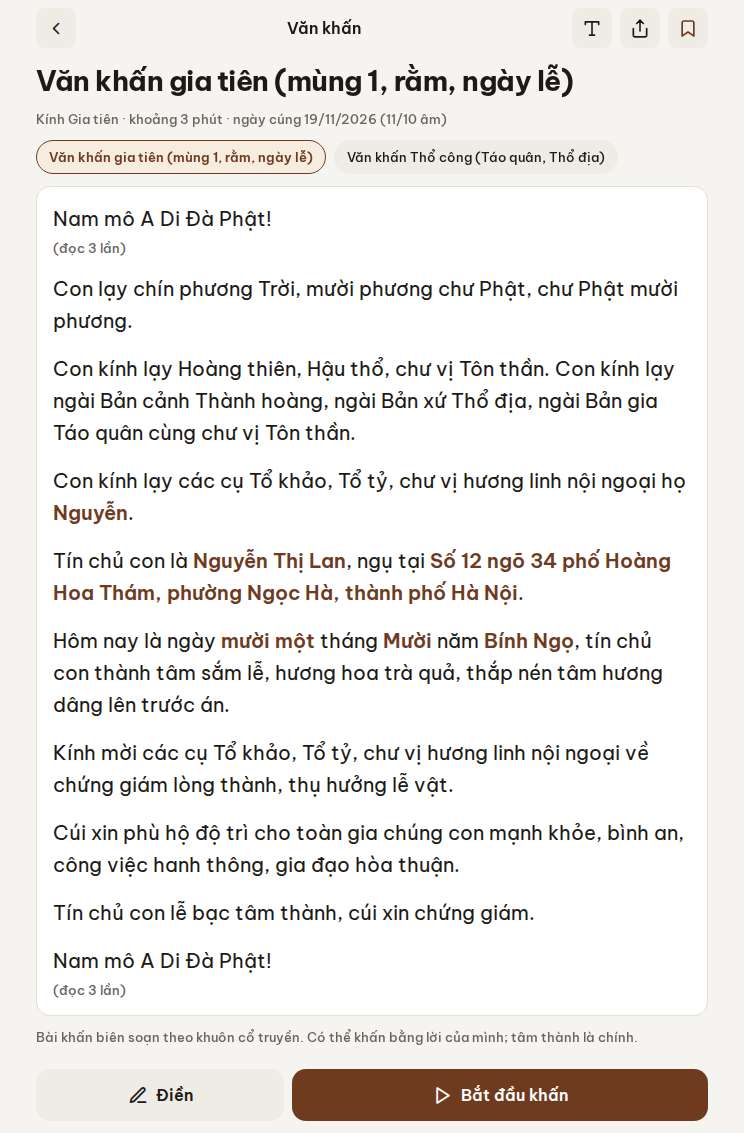 Văn khấn
Văn khấn gia tiên (mùng 1, rằm, ngày lễ)
Kính Gia tiên · khoảng 3 phút · ngày cúng 19/11/2026 (11/10 âm)
Văn khấn gia tiên (mùng 1, rằm, ngày lễ)
Văn khấn Thổ công (Táo quân, Thổ địa)
Nam mô A Di Đà Phật!
(đọc 3 lần)
Con lạy chín phương Trời, mười phương chư Phật, chư Phật mười
phương.
Con kính lạy Hoàng thiên, Hậu thổ, chư vị Tôn thần. Con kính lạy
ngài Bản cảnh Thành hoàng, ngài Bản xứ Thổ địa, ngài Bản gia
Táo quân cùng chư vị Tôn thần.
Con kính lạy các cụ Tổ khảo, Tổ tỷ, chư vị hương linh nội ngoại họ
Nguyễn.
Tín chủ con là Nguyễn Thị Lan, ngụ tại Số 12 ngõ 34 phố Hoàng
Hoa Thám, phường Ngọc Hà, thành phố Hà Nội.
Hôm nay là ngày mười một tháng Mười năm Bính Ngọ, tín chủ
con thành tâm sắm lễ, hương hoa trà quả, thắp nén tâm hương
dâng lên trước án.
Kính mời các cụ Tổ khảo, Tổ tỷ, chư vị hương linh nội ngoại về
chứng giám lòng thành, thụ hưởng lễ vật.
Cúi xin phù hộ độ trì cho toàn gia chúng con mạnh khỏe, bình an,
công việc hanh thông, gia đạo hòa thuận.
Tín chủ con lễ bạc tâm thành, cúi xin chứng giám.
Nam mô A Di Đà Phật!
(đọc 3 lần)
Bài khấn biên soạn theo khuôn cổ truyền. Có thể khấn bằng lời của mình; tâm thành là chính.
Điền
Bắt đầu khấn